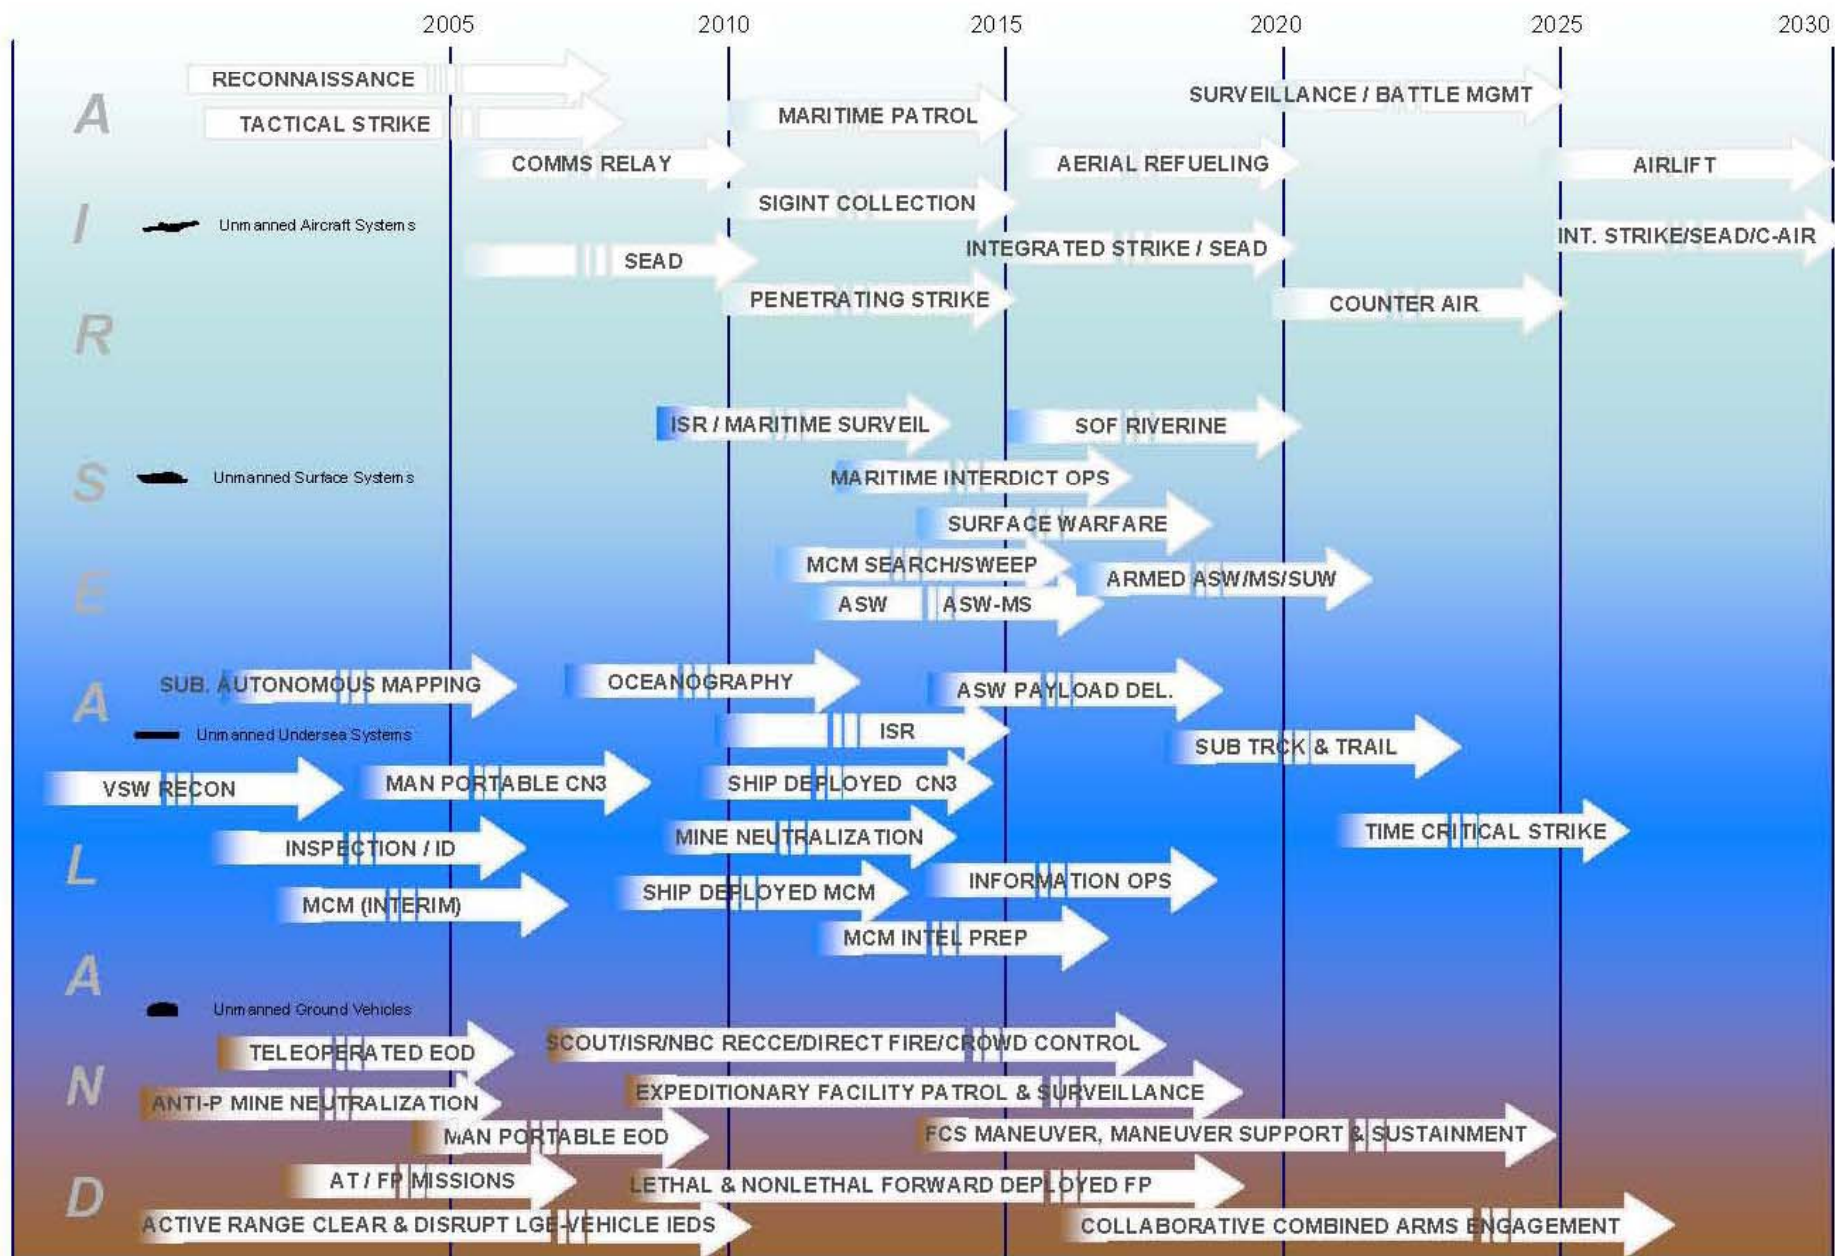 2005 2010 2015 2020 2025 2030
RECONNAISSANCE
SURVEILLANCE / BATTLE MGMT
A
TACTICAL STRIKE
MARITIME PATROL
COMMS RELAY
AERIAL REFUELING
AIRLIFT
SIGINT COLLECTION
I
Unmanned Aircraft Systems
INTEGRATED STRIKE / SEAD
INT. STRIKE/SEAD/C-AIR
SEAD
PENETRATING STRIKE
COUNTER AIR
R
ISR / MARITIME SURVEIL
SOF RIVERINE
S
Unmanned Surface Systems
MARITIME INTERDICT OPS
SURFACE WARFARE
MCM SEARCH/SWEEP
ARMED ASW/MS/SUW
E
ASW ASW-MS
SUB. AUTONOMOUS MAPPING
OCEANOGRAPHY
ASW PAYLOAD DEL.
A
Unmanned Undersea Systems
ISR
SUB TRCK & TRAIL
VSW RECON
MAN PORTABLE CN3
SHIP DEPLOYED CN3
MINE NEUTRALIZATION
TIME CRITICAL STRIKE
INSPECTION / ID
L
INFORMATION OPS
SHIP DEPLOYED MCM
MCM (INTERIM)
MCM INTEL PREP
A
Unmanned Ground Vehicles
TELEOPERATED EOD
SCOUT/ISR/NBC RECCE/DIRECT FIRE/CROWD CONTROL
N
ANTI-P MINE NEUTRALIZATION
EXPEDITIONARY FACILITY PATROL & SURVEILLANCE
MAN PORTABLE EOD
FCS MANEUVER, MANEUVER SUPPORT & SUSTAINMENT
AT / FP MISSIONS
LETHAL & NONLETHAL FORWARD DEPLOYED FP
D
ACTIVE RANGE CLEAR & DISRUPT LGE-VEHICLE IEDS
COLLABORATIVE COMBINED ARMS ENGAGEMENT